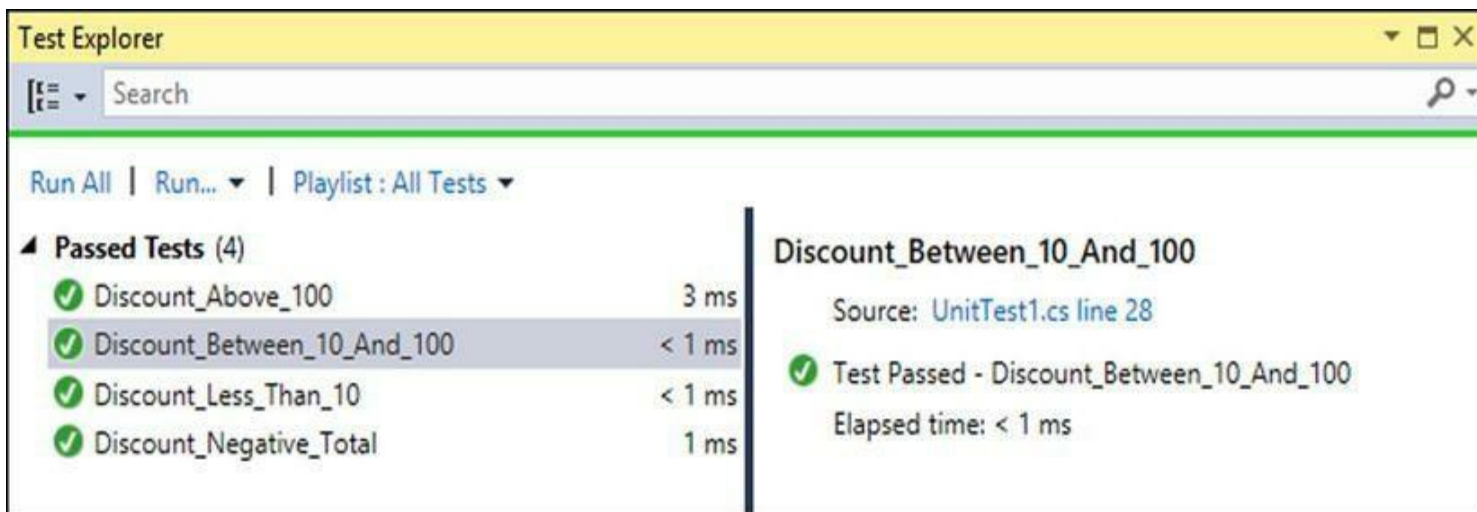 Test Explorer
Search
Run All | Run... | Playlist : All Tests
Passed Tests (4)
Discount_Above_100 3 ms
Discount_Between_10_And_100 < 1 ms
Discount_Less_Than_10 < 1 ms
Discount_Negative_Total 1 ms
Discount_Between_10_And_100
Source: UnitTest1.cs line 28
Test Passed - Discount_Between_10_And_100
Elapsed time: < 1 ms